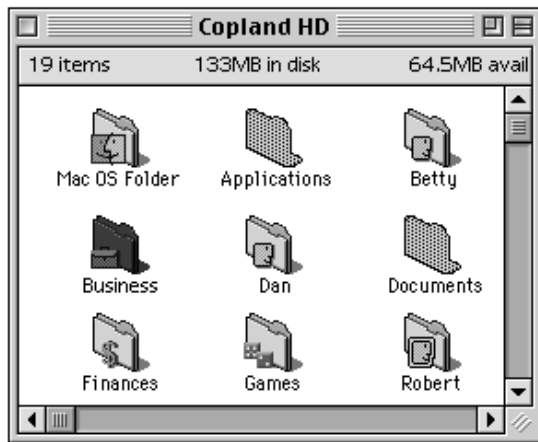 Copland HD
19 items 133MB in disk 64.5MB avail
Mac OS Folder Applications Betty
Business Dan Documents
Finances Games Robert